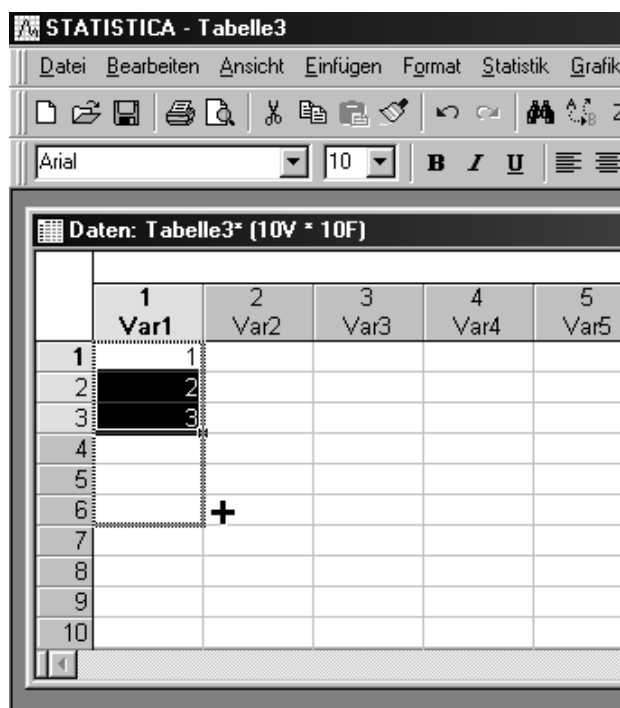 STATISTICA - Tabelle3
Datei Bearbeiten Ansicht Einfügen Format Statistik Grafik
Arial 10 B I U
Daten: Tabelle3* (10V * 10F)
1 2 3 4 5
Var1 Var2 Var3 Var4 Var5
1 1
2 2
3 3
4
5
6
7
8
9
10